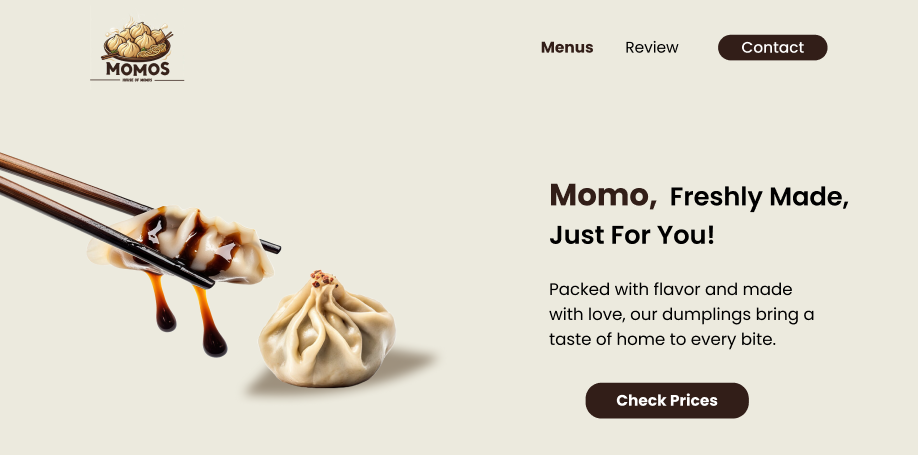 MOMOS
HOUSE OF MOMOS
Menus
Review
Contact
Momo, Freshly Made,
Just For You!
Packed with flavor and made
with love, our dumplings bring a
taste of home to every bite.
Check Prices